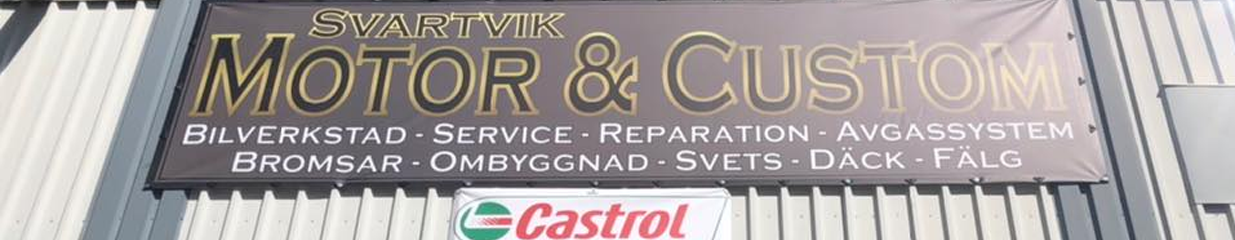 SVARTVIK
MOTOR & CUSTOM
BILVERKSTAD - SERVICE - REPARATION - AVGASSYSTEM
BROMSAR - OMBYGGNAD - SVETS - DÄCK - FÄLG
Castrol